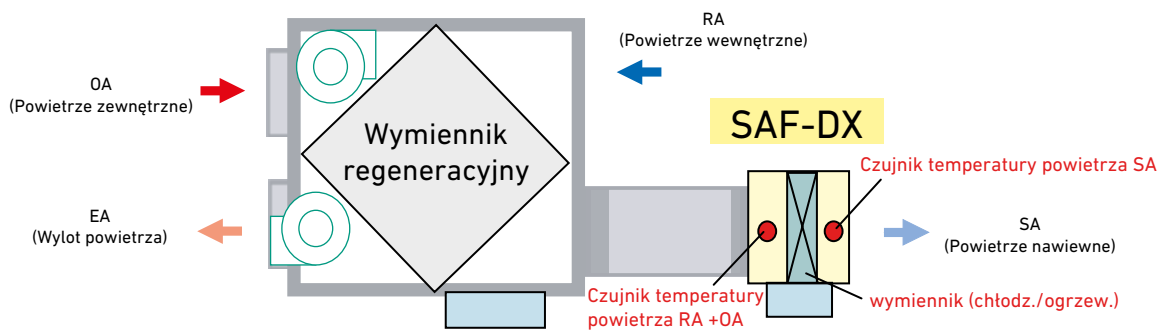 RA
(Powietrze wewnętrzne)
OA
(Powietrze zewnętrzne)
Wymiennik
regeneracyjny
SAF-DX
Czujnik temperatury powietrza SA
EA
(Wylot powietrza)
SA
(Powietrze nawiewne)
Czujnik temperatury
powietrza RA +OA
wymiennik (chłodz./ogrzew.)